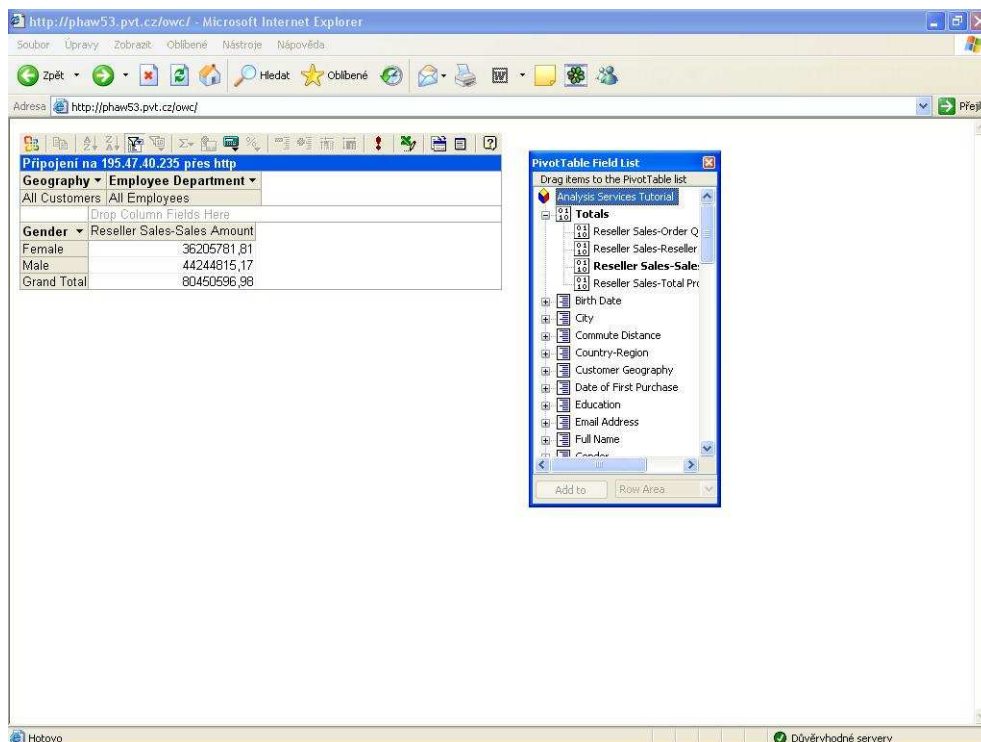 http://phaw53.pvt.cz/owc/ - Microsoft Internet Explorer
Soubor Úpravy Zobrazit Oblíbené Nástroje Nápověda
Zpět Hledat Oblíbené
Adresa http://phaw53.pvt.cz/owc/ Přejít
Připojení na 195.47.40.235 přes http
Geography Employee Department
All Customers All Employees
Drop Column Fields Here
Gender Reseller Sales-Sales Amount
Female 36205781,81
Male 44244815,17
Grand Total 80450596,98
PivotTable Field List
Drag items to the PivotTable list
Analysis Services Tutorial
Totals
Reseller Sales-Order Q
Reseller Sales-Reseller
Reseller Sales-Sale
Reseller Sales-Total Pro
Birth Date
City
Commute Distance
Country-Region
Customer Geography
Date of First Purchase
Education
Email Address
Full Name
Gender
Add to Row Area
Hotovo Důvěryhodné servery